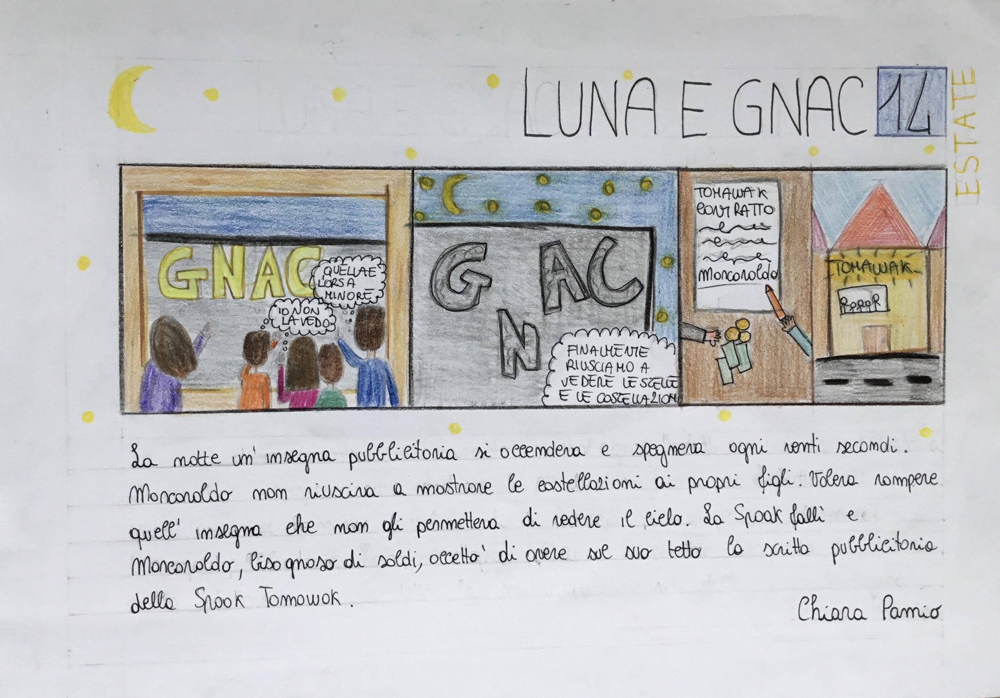 LUNA E GNAC 14
ESTATE
GNAC
QUELLA E'
L'ORSA
MINORE
IO NON
LA VEDO
G AC
N
FINALMENTE
RIUSCIAMO A
VEDERE LE STELLE
E LE COSTELLAZIONI
TOMAWAK
CONTRATTO
Marcovaldo
TOMAWAK
La notte un' insegna pubblicitaria si accendeva e spegneva ogni venti secondi.
Marcovaldo non riusciva a mostrare le costellazioni ai propri figli. Voleva rompere
quell' insegna che non gli permetteva di vedere il cielo. La Spaak fallì e
Marcovaldo, bisognoso di soldi, accetta' di avere sul suo tetto la scritta pubblicitaria
della Spaak Tomawak.
Chiara Pamio